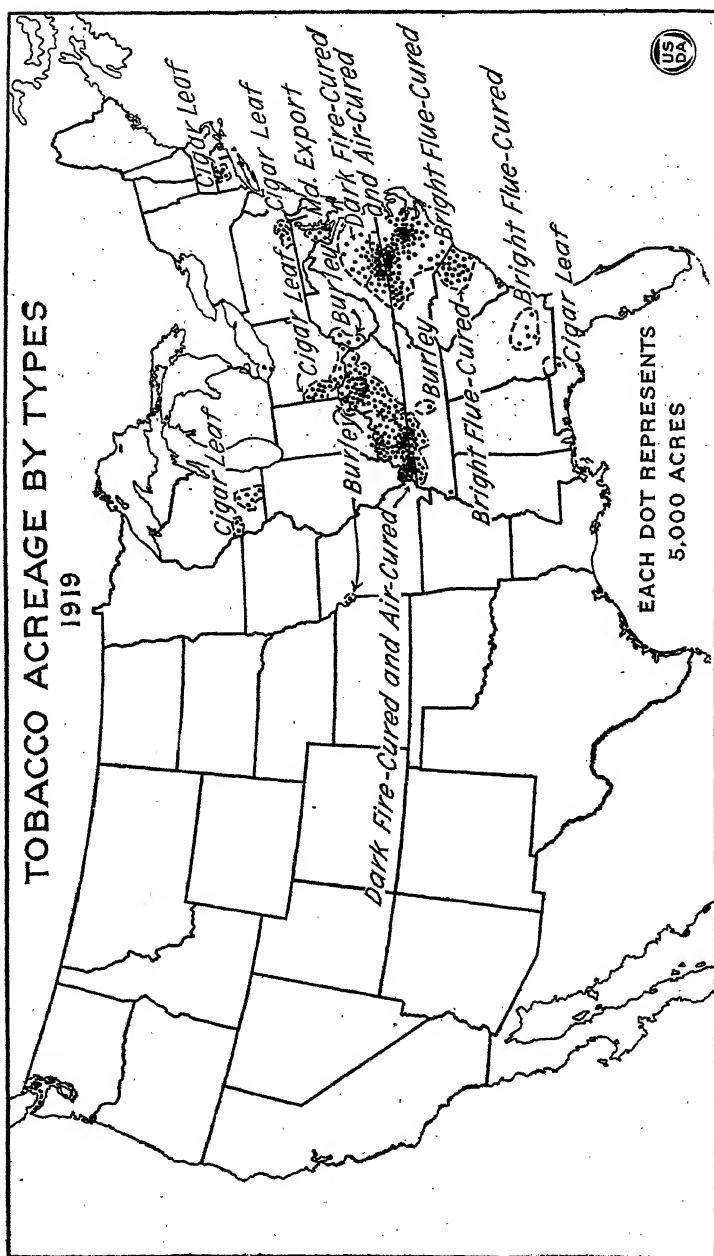 TOBACCO ACREAGE BY TYPES
1919
Cigar Leaf
Cigar Leaf
Cigar Leaf
Md. Export
Cigar Leaf
Burley
Dark Fire-Cured
and Air-Cured
Burley
Bright Flue-Cured
Burley
Bright Flue-Cured
Bright Flue-Cured
Cigar Leaf
Dark Fire-Cured and Air-Cured
EACH DOT REPRESENTS
5,000 ACRES
US
DA